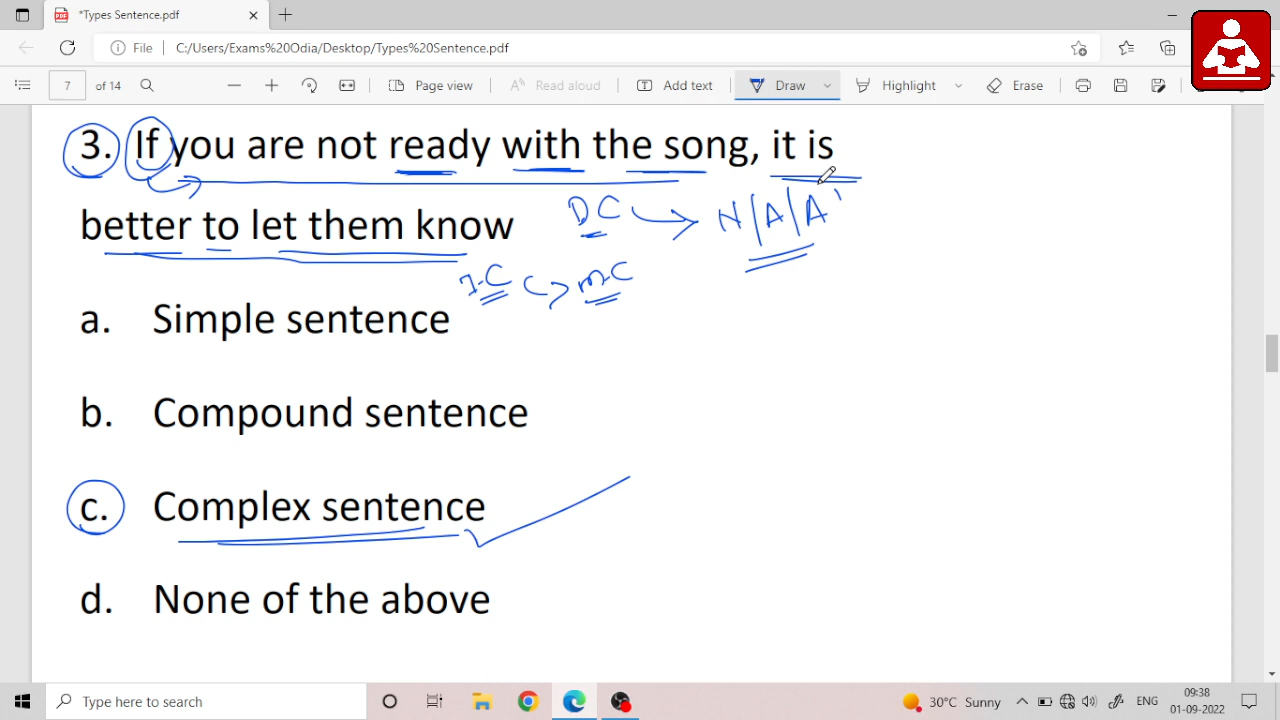 *Types Sentence.pdf
File C:/Users/Exams%20Odia/Desktop/Types%20Sentence.pdf
7 of 14 Page view Read aloud Add text Draw Highlight Erase
3. If you are not ready with the song, it is
better to let them know
DC N/A/A
I.C M.C
a. Simple sentence
b. Compound sentence
c. Complex sentence
d. None of the above
Type here to search 30°C Sunny ENG 09:38
01-09-2022